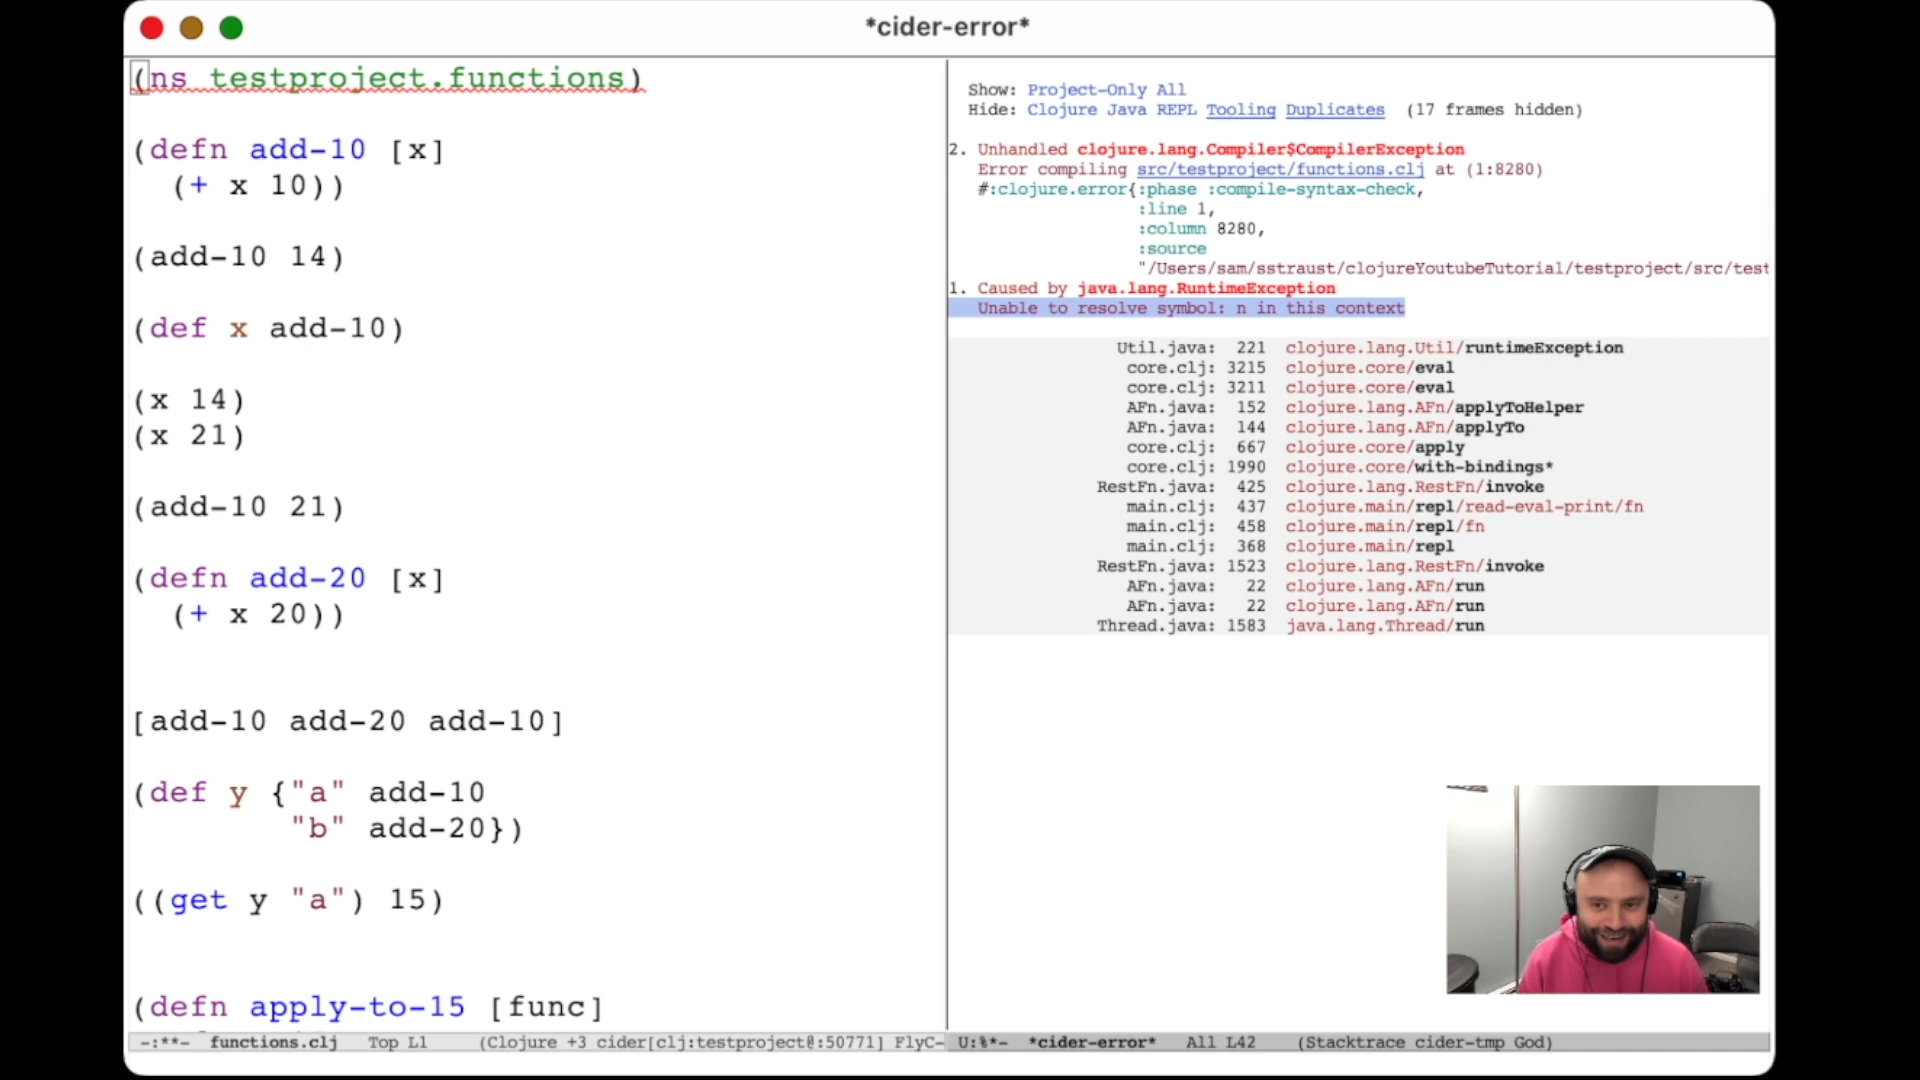 *cider-error*
(ns testproject.functions)
(defn add-10 [x]
(+ x 10))
(add-10 14)
(def x add-10)
(x 14)
(x 21)
(add-10 21)
(defn add-20 [x]
(+ x 20))
[add-10 add-20 add-10]
(def y {"a" add-10
"b" add-20})
((get y "a") 15)
(defn apply-to-15 [func]
-:**- functions.clj Top L1 (Clojure +3 cider[clj:testproject@:50771] FlyC-
Show: Project-Only All
Hide: Clojure Java REPL Tooling Duplicates (17 frames hidden)
2. Unhandled clojure.lang.Compiler$CompilerException
Error compiling src/testproject/functions.clj at (1:8280)
#:clojure.error{:phase :compile-syntax-check,
:line 1,
:column 8280,
:source
"/Users/sam/sstraust/clojureYoutubeTutorial/testproject/src/test
1. Caused by java.lang.RuntimeException
Unable to resolve symbol: n in this context
Util.java: 221 clojure.lang.Util/runtimeException
core.clj: 3215 clojure.core/eval
core.clj: 3211 clojure.core/eval
AFn.java: 152 clojure.lang.AFn/applyToHelper
AFn.java: 144 clojure.lang.AFn/applyTo
core.clj: 667 clojure.core/apply
core.clj: 1990 clojure.core/with-bindings*
RestFn.java: 425 clojure.lang.RestFn/invoke
main.clj: 437 clojure.main/repl/read-eval-print/fn
main.clj: 458 clojure.main/repl/fn
main.clj: 368 clojure.main/repl
RestFn.java: 1523 clojure.lang.RestFn/invoke
AFn.java: 22 clojure.lang.AFn/run
AFn.java: 22 clojure.lang.AFn/run
Thread.java: 1583 java.lang.Thread/run
U:%*- *cider-error* All L42 (Stacktrace cider-tmp God)